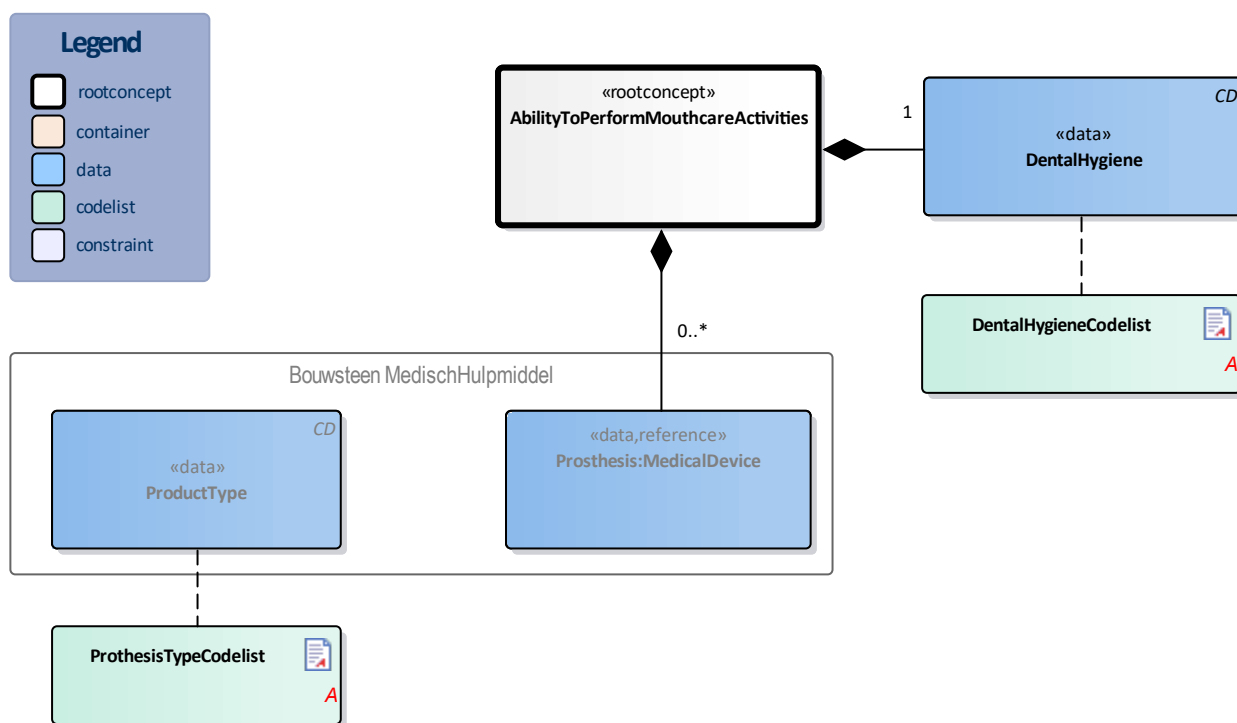 Legend
rootconcept
container
data
codelist
constraint
«rootconcept»
AbilityToPerformMouthcareActivities
1
CD
«data»
DentalHygiene
DentalHygieneCodelist
A
0..*
Bouwsteen MedischHulpmiddel
CD
«data»
ProductType
«data,reference»
Prosthesis:MedicalDevice
ProthesisTypeCodelist
A